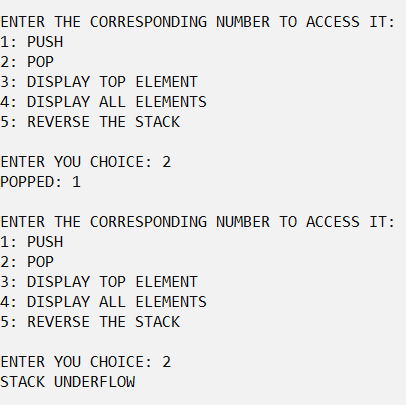 ENTER THE CORRESPONDING NUMBER TO ACCESS IT:
1: PUSH
2: POP
3: DISPLAY TOP ELEMENT
4: DISPLAY ALL ELEMENTS
5: REVERSE THE STACK
ENTER YOU CHOICE: 2
POPPED: 1
ENTER THE CORRESPONDING NUMBER TO ACCESS IT:
1: PUSH
2: POP
3: DISPLAY TOP ELEMENT
4: DISPLAY ALL ELEMENTS
5: REVERSE THE STACK
ENTER YOU CHOICE: 2
STACK UNDERFLOW